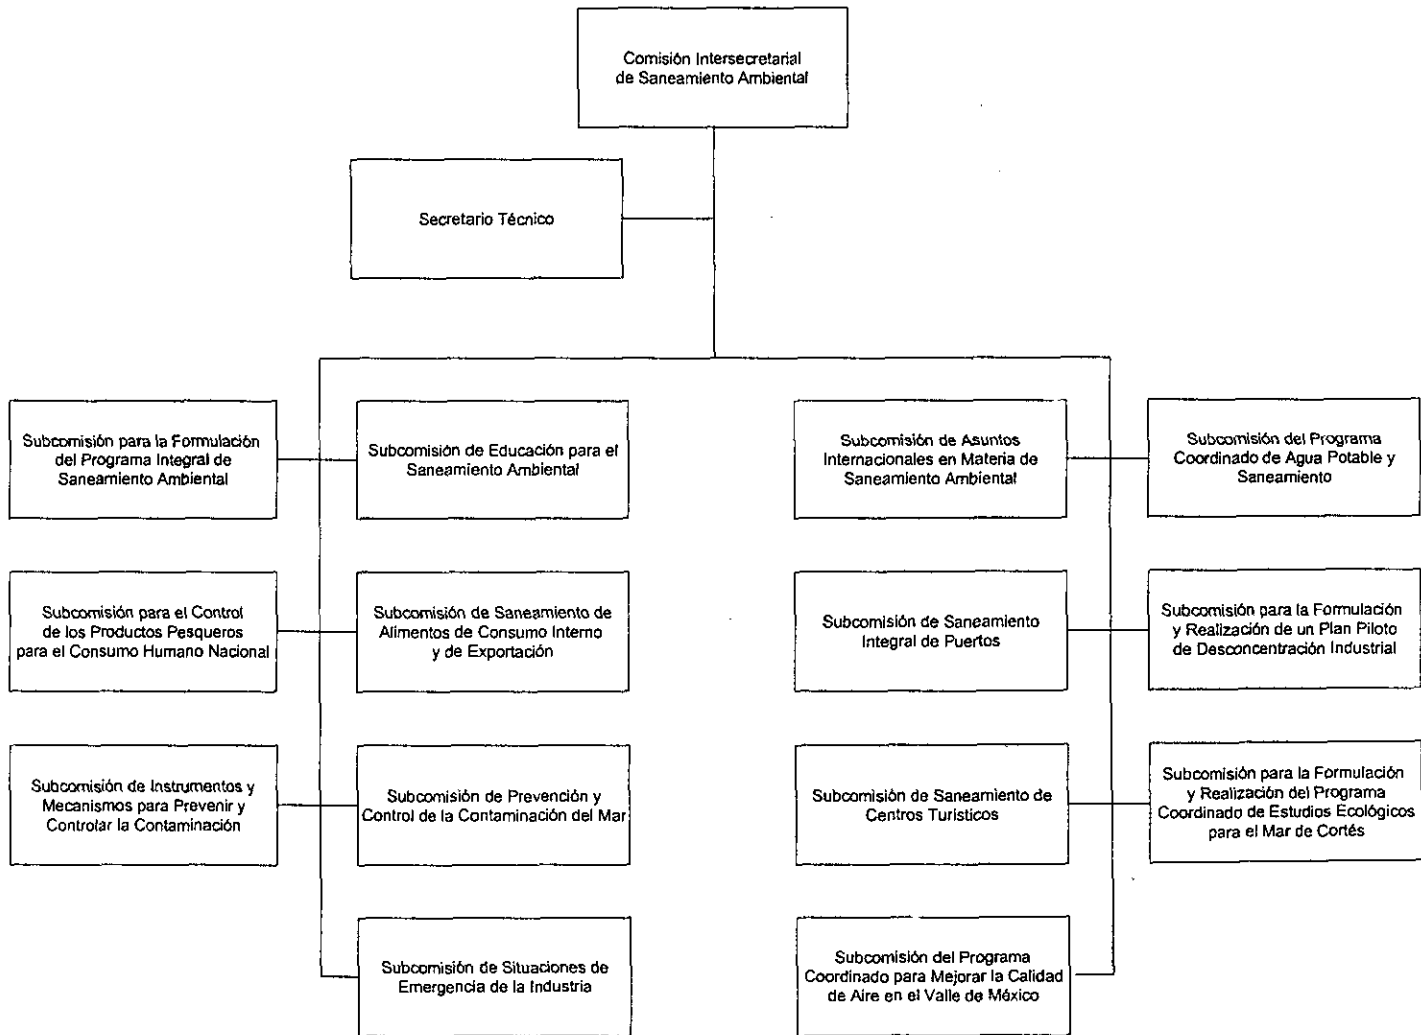 Comisión Intersecretarial
de Saneamiento Ambiental
Secretario Técnico
Subcomisión para la Formulación
del Programa Integral de
Saneamiento Ambiental
Subcomisión de Educación para el
Saneamiento Ambiental
Subcomisión de Asuntos
Internacionales en Materia de
Saneamiento Ambiental
Subcomisión del Programa
Coordinado de Agua Potable y
Saneamiento
Subcomisión para el Control
de los Productos Pesqueros
para el Consumo Humano Nacional
Subcomisión de Saneamiento de
Alimentos de Consumo Interno
y de Exportación
Subcomisión de Saneamiento
Integral de Puertos
Subcomisión para la Formulación
y Realización de un Plan Piloto
de Desconcentración Industrial
Subcomisión de Instrumentos y
Mecanismos para Prevenir y
Controlar la Contaminación
Subcomisión de Prevención y
Control de la Contaminación del Mar
Subcomisión de Saneamiento de
Centros Turísticos
Subcomisión para la Formulación
y Realización del Programa
Coordinado de Estudios Ecológicos
para el Mar de Cortés
Subcomisión de Situaciones de
Emergencia de la Industria
Subcomisión del Programa
Coordinado para Mejorar la Calidad
de Aire en el Valle de México